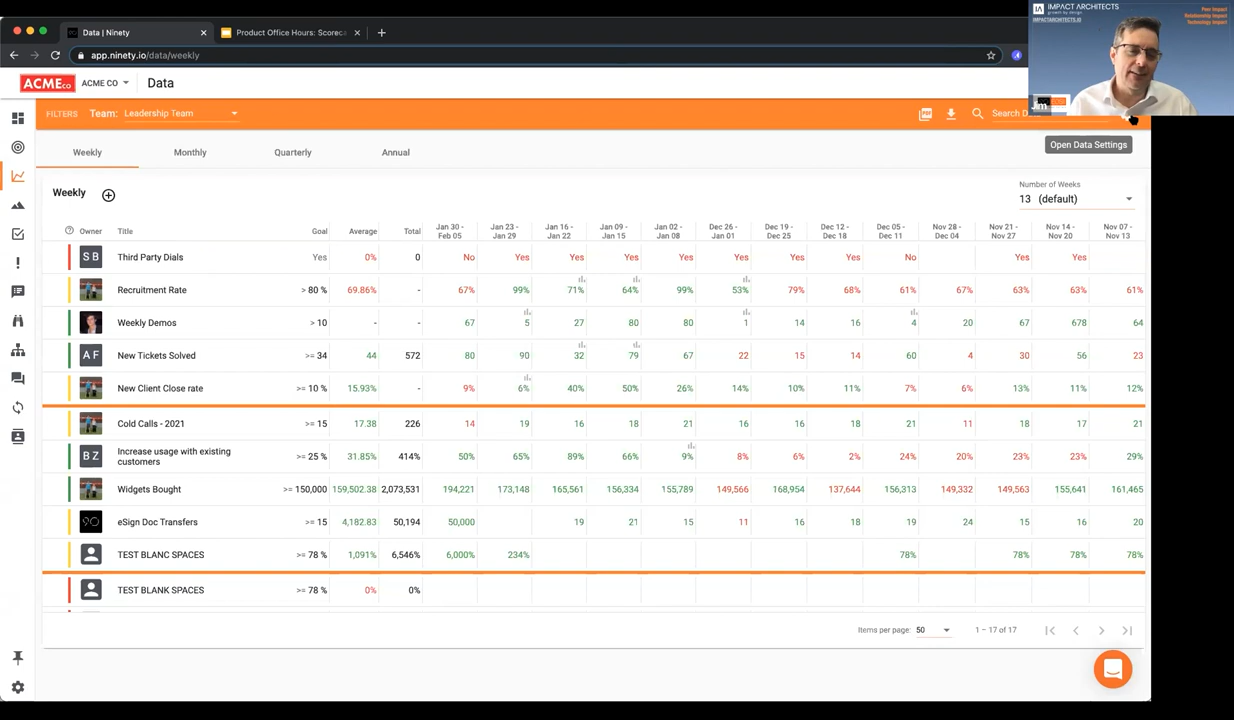 Data | Ninety
Product Office Hours: Scoreca
app.ninety.io/data/weekly
IMPACT ARCHITECTS
growth by design
IMPACTARCHITECTS.IO
Peer Impact
Relationship Impact
Technology Impact
ACMEco ACME CO Data
FILTERS Team: Leadership Team Search D
Open Data Settings
Weekly Monthly Quarterly Annual
Weekly
Number of Weeks
13 (default)
Owner Title Goal Average Total Jan 30 - Feb 05 Jan 23 - Jan 29 Jan 16 - Jan 22 Jan 09 - Jan 15 Jan 02 - Jan 08 Dec 26 - Jan 01 Dec 19 - Dec 25 Dec 12 - Dec 18 Dec 05 - Dec 11 Nov 28 - Dec 04 Nov 21 - Nov 27 Nov 14 - Nov 20 Nov 07 - Nov 13
S B Third Party Dials Yes 0% 0 No Yes Yes Yes Yes Yes Yes Yes No Yes Yes
Recruitment Rate > 80 % 69.86% - 67% 99% 71% 64% 99% 53% 79% 68% 61% 67% 63% 63% 61%
Weekly Demos > 10 - - 67 5 27 80 80 1 14 16 4 20 67 678 64
A F New Tickets Solved >= 34 44 572 80 90 32 79 67 22 15 14 60 4 30 56 23
New Client Close rate >= 10 % 15.93% - 9% 6% 40% 50% 26% 14% 10% 11% 7% 6% 13% 11% 12%
Cold Calls - 2021 >= 15 17.38 226 14 19 16 18 21 16 16 18 21 11 18 17 21
B Z Increase usage with existing customers >= 25 % 31.85% 414% 50% 65% 89% 66% 9% 8% 6% 2% 24% 20% 23% 23% 29%
Widgets Bought >= 150,000 159,502.38 2,073,531 194,221 173,148 165,561 156,334 155,789 149,566 168,954 137,644 156,313 149,332 149,563 155,641 161,465
90 eSign Doc Transfers >= 15 4,182.83 50,194 50,000 19 21 15 11 16 18 19 24 15 16 20
TEST BLANC SPACES >= 78 % 1,091% 6,546% 6,000% 234% 78% 78% 78% 78%
TEST BLANK SPACES >= 78 % 0% 0%
Items per page: 50 1 – 17 of 17